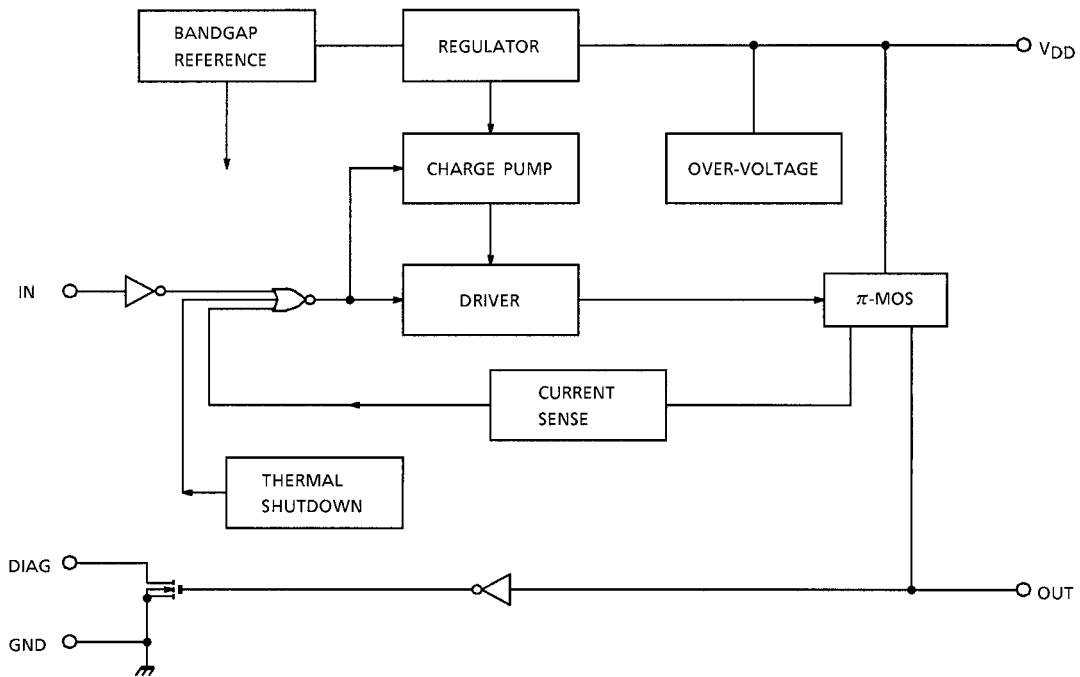 BANDGAP
REFERENCE
REGULATOR
VDD
CHARGE PUMP
OVER-VOLTAGE
IN
DRIVER
π-MOS
CURRENT
SENSE
THERMAL
SHUTDOWN
DIAG
OUT
GND